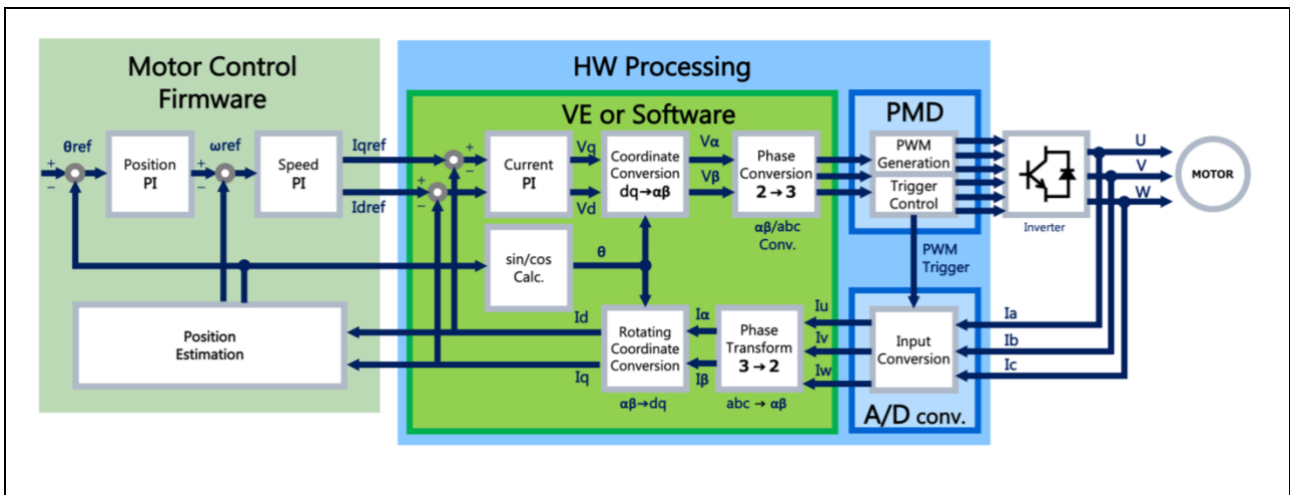 Motor Control
Firmware
HW Processing
VE or Software
PMD
θref
Position
PI
ωref
Speed
PI
Iqref
Idref
+
−
+
−
+
−
+
−
Current
PI
Vq
Vd
Coordinate
Conversion
dq→αβ
Vα
Vβ
Phase
Conversion
2→3
αβ/abc
Conv.
PWM
Generation
Trigger
Control
Inverter
U
V
W
MOTOR
sin/cos
Calc.
θ
PWM
Trigger
Position
Estimation
Id
Iq
Rotating
Coordinate
Conversion
αβ→dq
Iα
Iβ
Phase
Transform
3→2
abc → αβ
Iu
Iv
Iw
Input
Conversion
Ia
Ib
Ic
A/D conv.